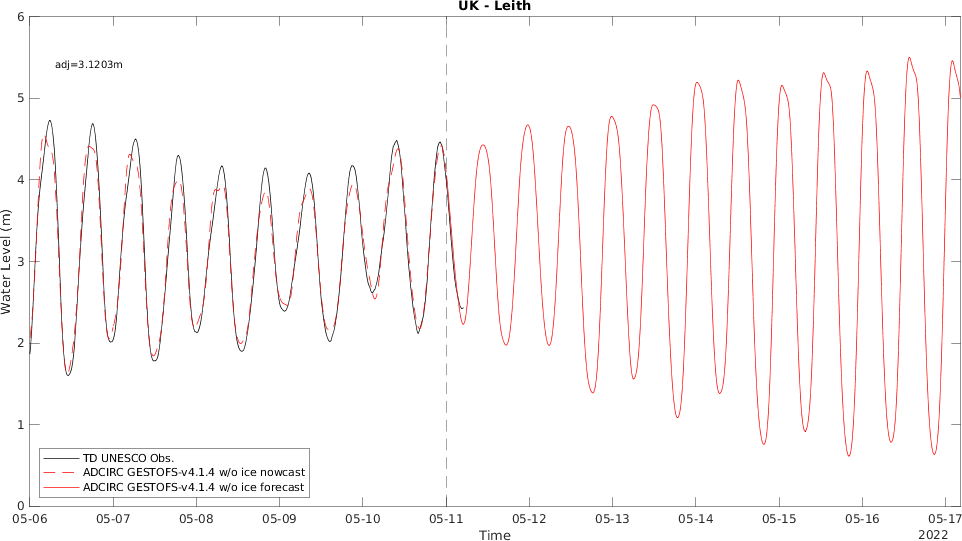 UK - Leith
6
adj=3.1203m
5
4
3
2
1
0
Water Level (m)
TD UNESCO Obs.
ADCIRC GESTOFS-v4.1.4 w/o ice nowcast
ADCIRC GESTOFS-v4.1.4 w/o ice forecast
05-06 05-07 05-08 05-09 05-10 05-11 05-12 05-13 05-14 05-15 05-16 05-17
Time
2022